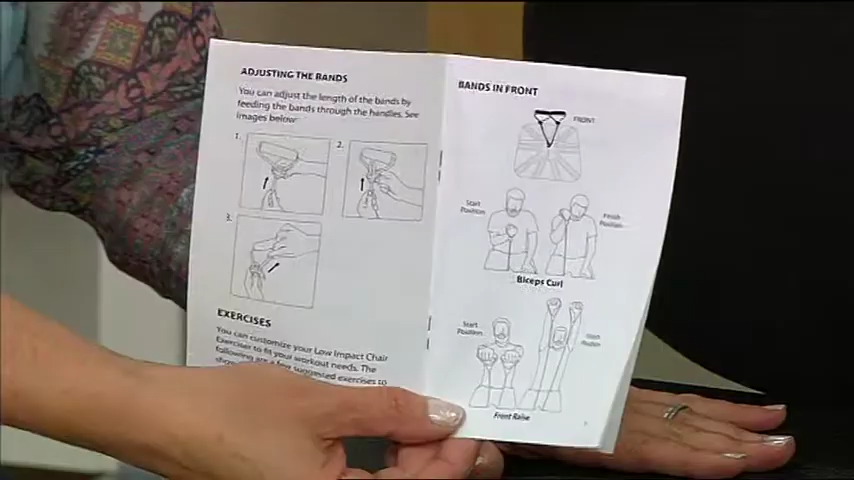 ADJUSTING THE BANDS
You can adjust the length of the bands by
feeding the bands through the handles. See
images below:
1.
2.
3.
EXERCISES
You can customize your Low Impact Chair
Exerciser to fit your workout needs. The
following are a few suggested exercises to
BANDS IN FRONT
FRONT
Start
Position
Finish
Position
Biceps Curl
Start
Position
Position
Front Raise